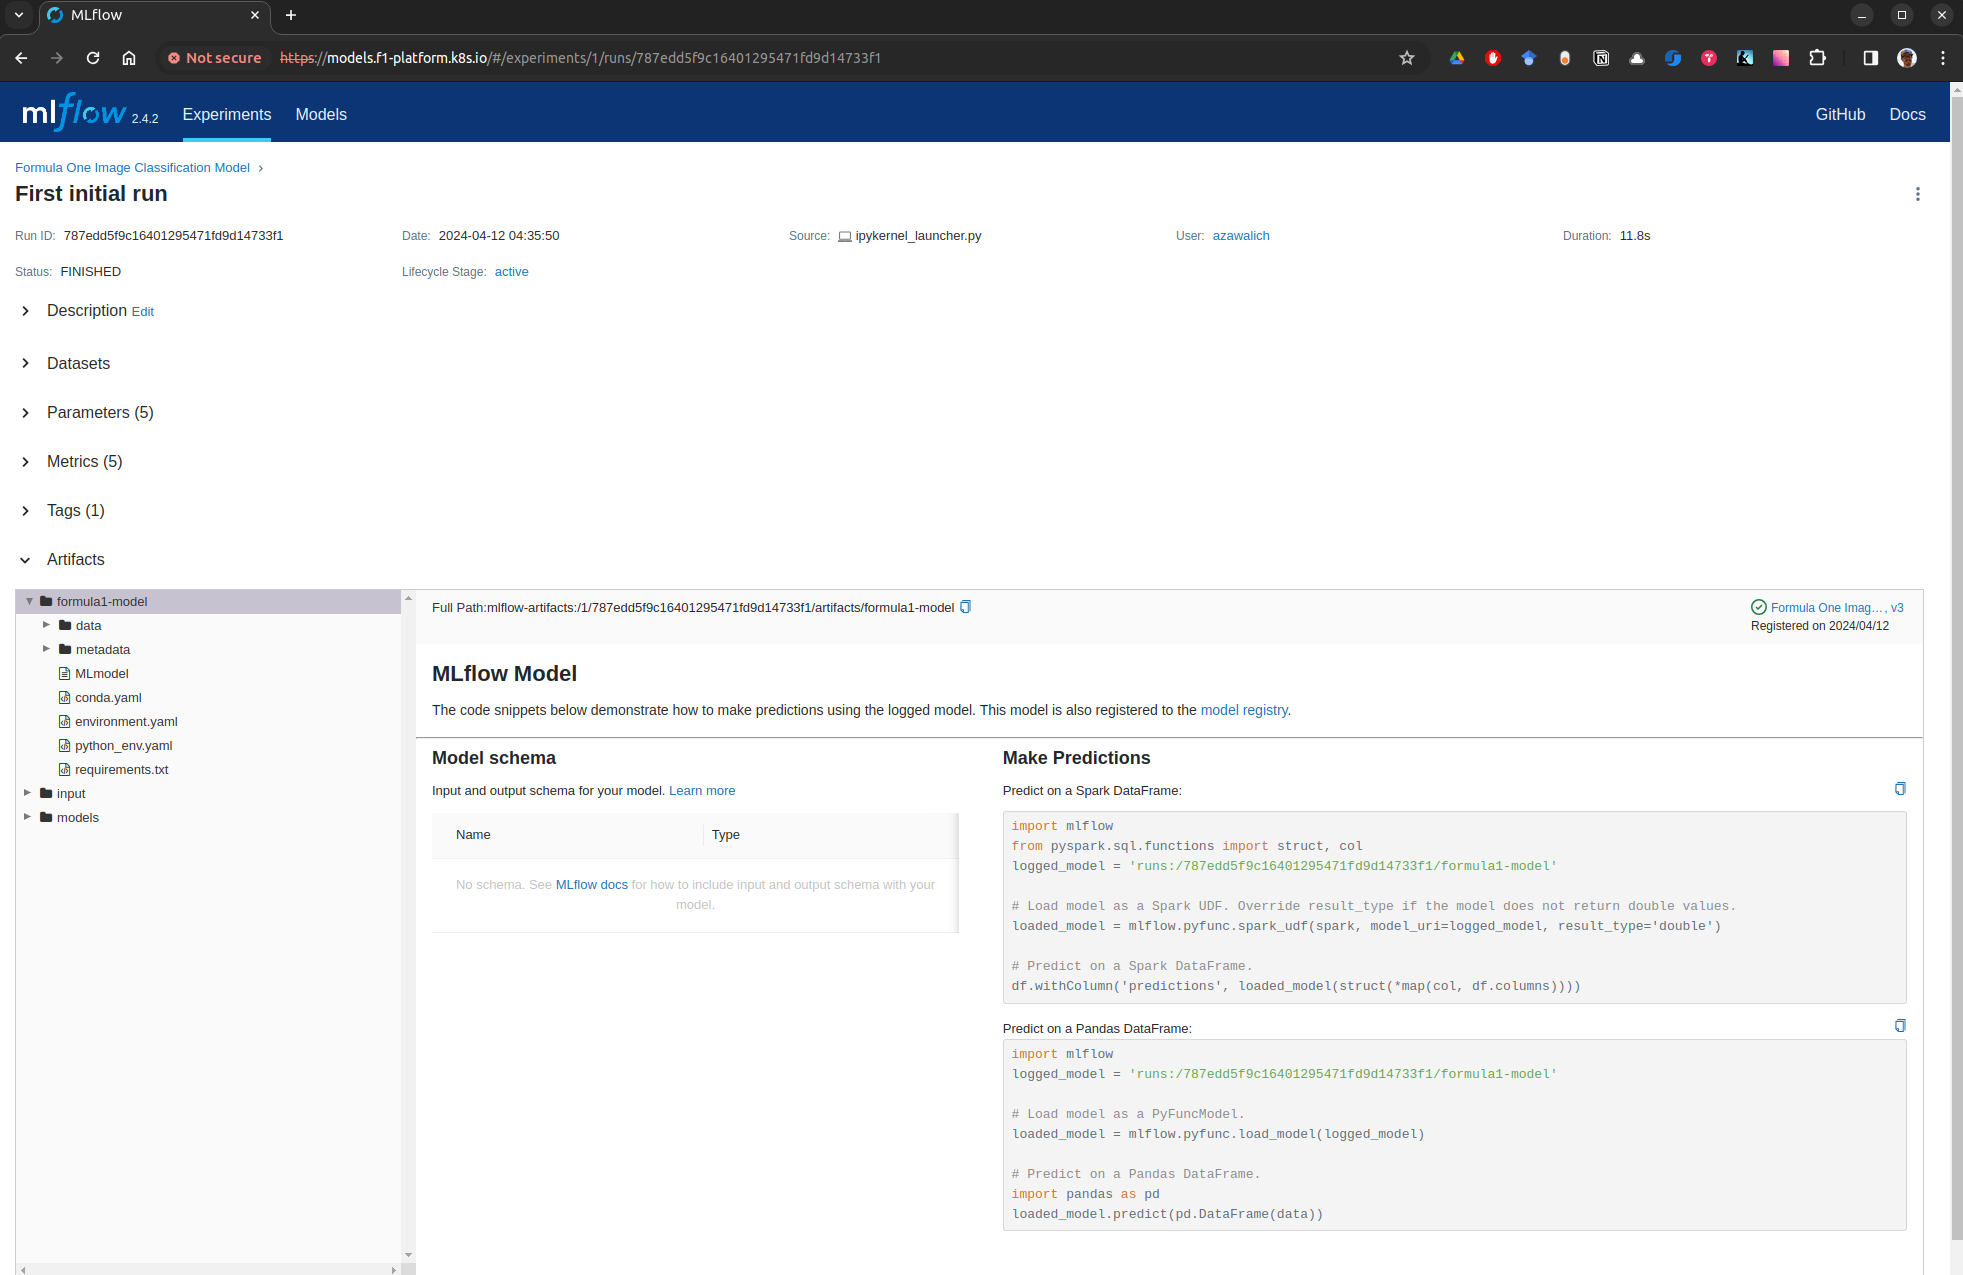 MLflow
Not secure https://models.f1-platform.k8s.io/#/experiments/1/runs/787edd5f9c16401295471fd9d14733f1
mlflow 2.4.2 Experiments Models GitHub Docs
Formula One Image Classification Model
First initial run
Run ID: 787edd5f9c16401295471fd9d14733f1 Date: 2024-04-12 04:35:50 Source: ipykernel_launcher.py User: azawalich Duration: 11.8s
Status: FINISHED Lifecycle Stage: active
Description Edit
Datasets
Parameters (5)
Metrics (5)
Tags (1)
Artifacts
formula1-model
data
metadata
MLmodel
conda.yaml
environment.yaml
python_env.yaml
requirements.txt
input
models
Full Path:mlflow-artifacts:/1/787edd5f9c16401295471fd9d14733f1/artifacts/formula1-model
Formula One Imag..., v3
Registered on 2024/04/12
MLflow Model
The code snippets below demonstrate how to make predictions using the logged model. This model is also registered to the model registry.
Model schema
Input and output schema for your model. Learn more
Name Type
No schema. See MLflow docs for how to include input and output schema with your
model.
Make Predictions
Predict on a Spark DataFrame:
import mlflow
from pyspark.sql.functions import struct, col
logged_model = 'runs:/787edd5f9c16401295471fd9d14733f1/formula1-model'
# Load model as a Spark UDF. Override result_type if the model does not return double values.
loaded_model = mlflow.pyfunc.spark_udf(spark, model_uri=logged_model, result_type='double')
# Predict on a Spark DataFrame.
df.withColumn('predictions', loaded_model(struct(*map(col, df.columns))))
Predict on a Pandas DataFrame:
import mlflow
logged_model = 'runs:/787edd5f9c16401295471fd9d14733f1/formula1-model'
# Load model as a PyFuncModel.
loaded_model = mlflow.pyfunc.load_model(logged_model)
# Predict on a Pandas DataFrame.
import pandas as pd
loaded_model.predict(pd.DataFrame(data))